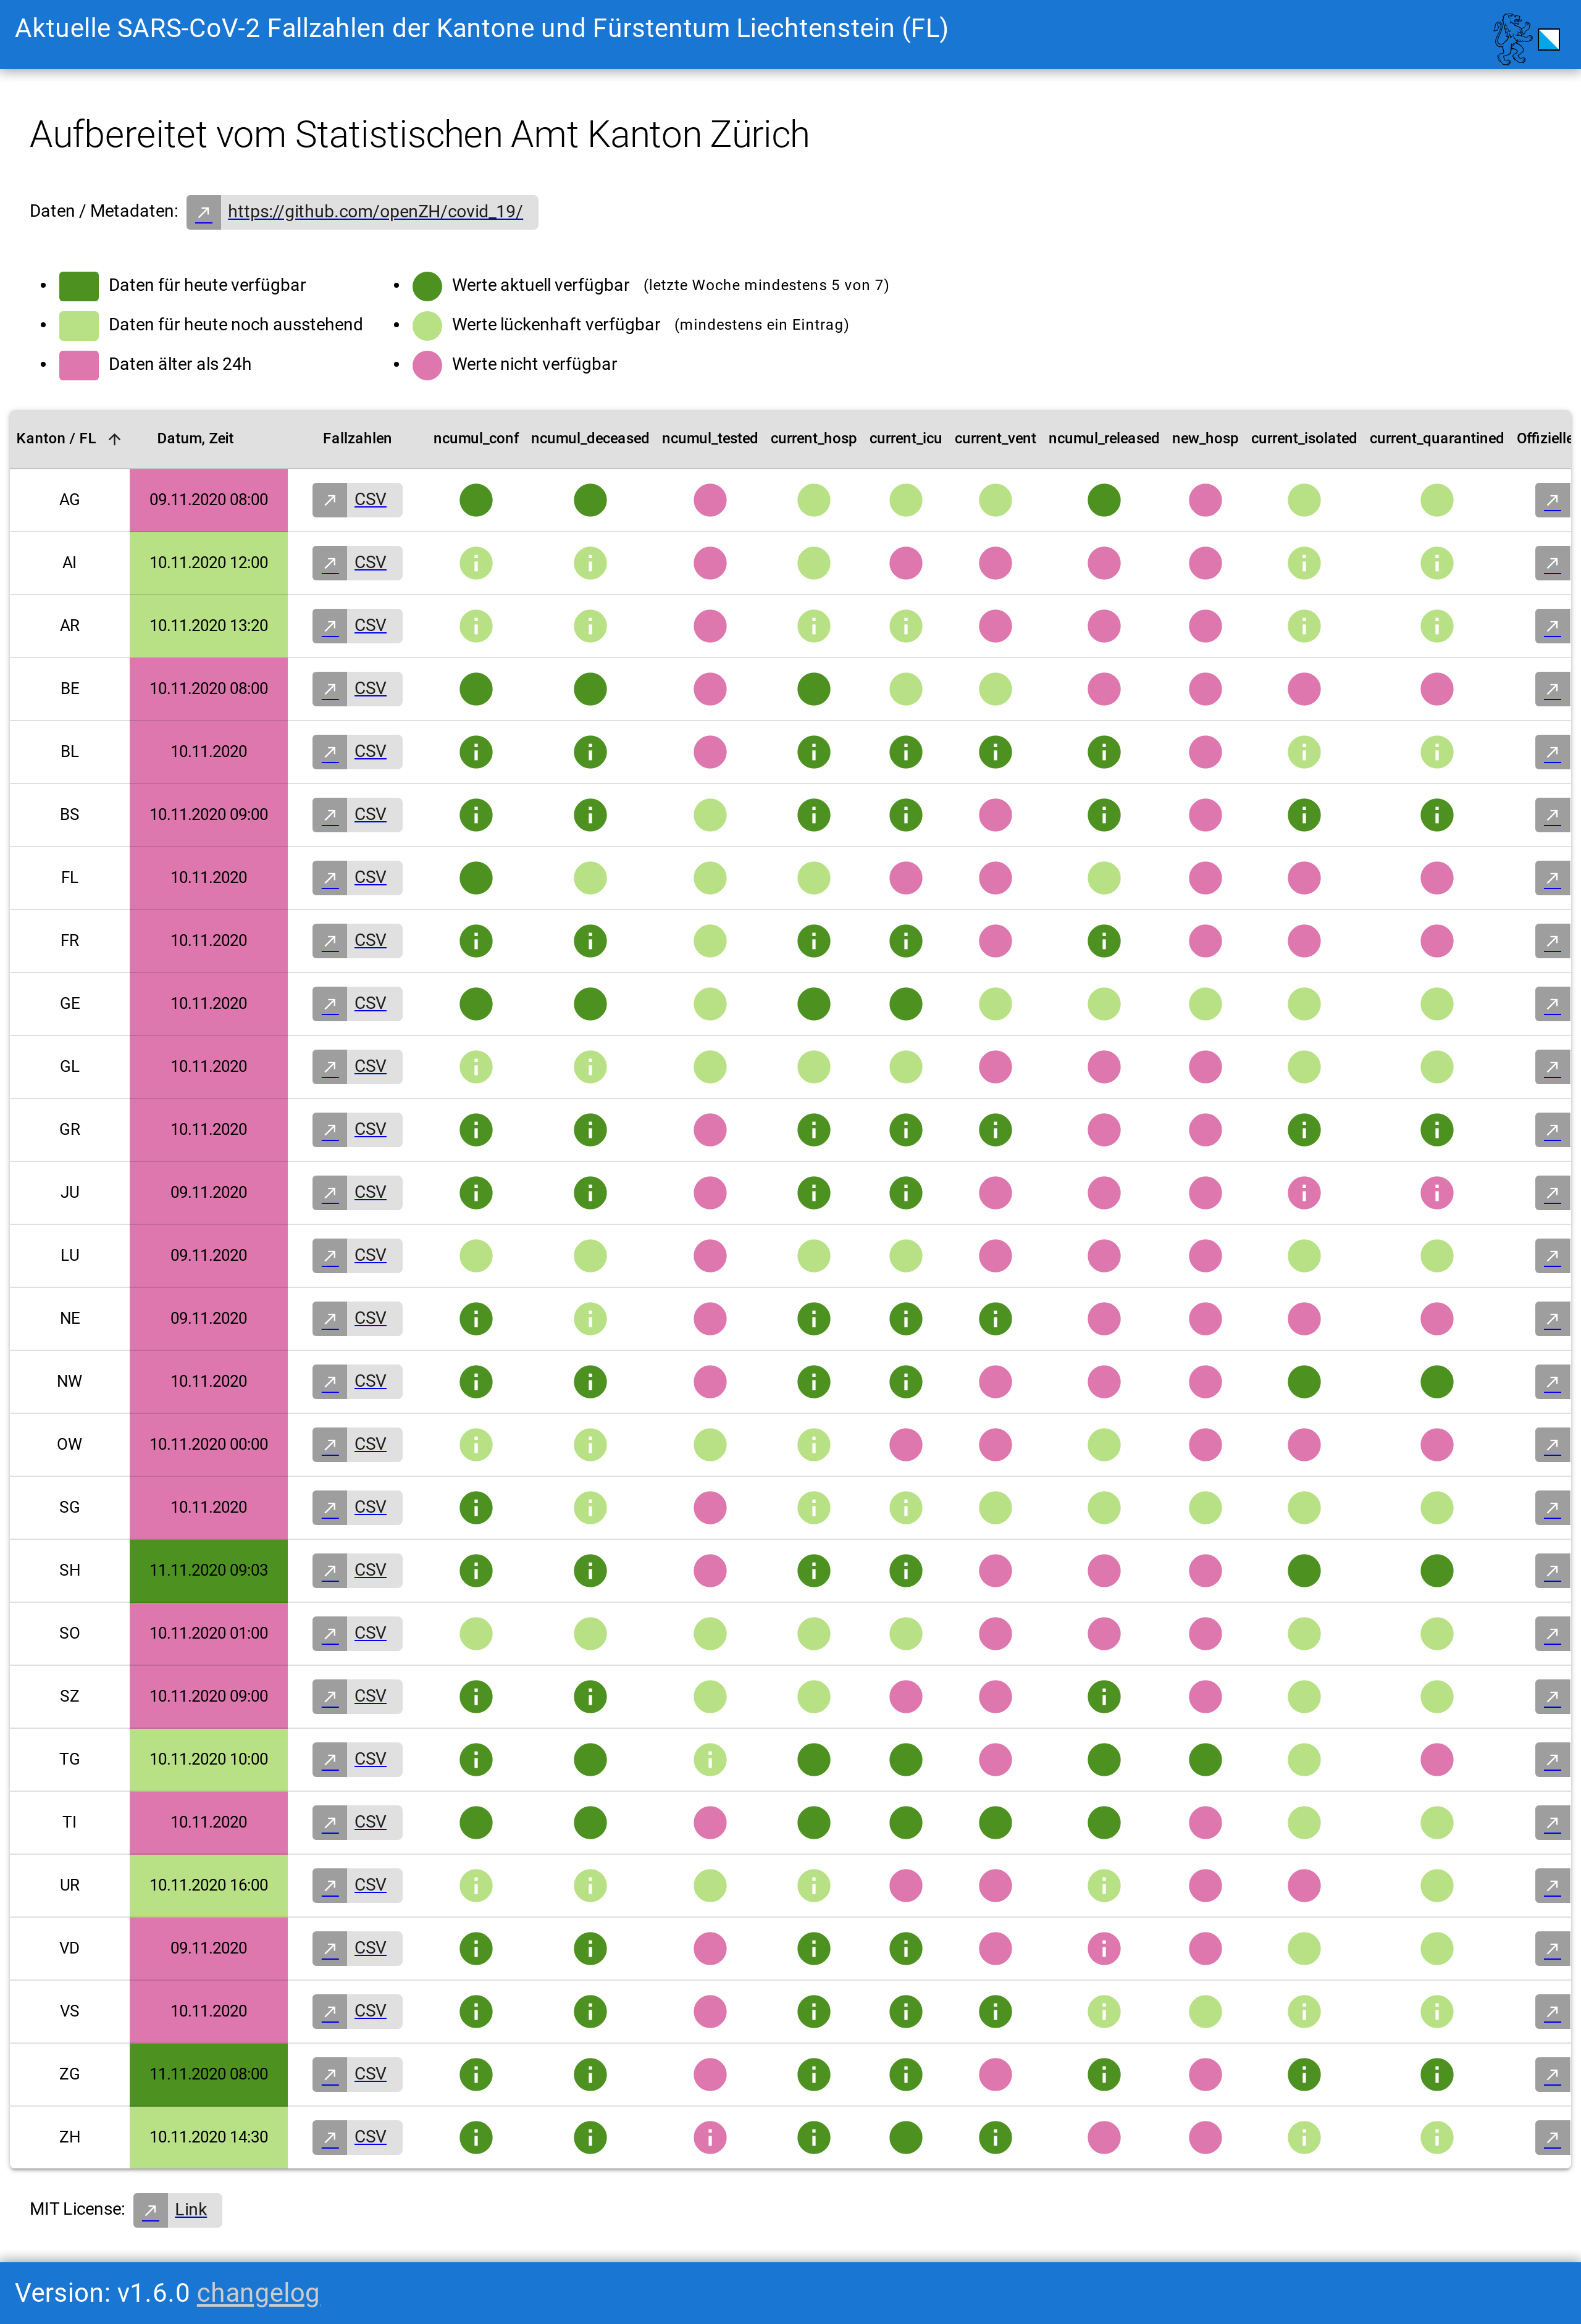 Aktuelle SARS-CoV-2 Fallzahlen der Kantone und Fürstentum Liechtenstein (FL)
Aufbereitet vom Statistischen Amt Kanton Zürich
Daten / Metadaten: https://github.com/openZH/covid_19/
Daten für heute verfügbar
Daten für heute noch ausstehend
Daten älter als 24h
Werte aktuell verfügbar (letzte Woche mindestens 5 von 7)
Werte lückenhaft verfügbar (mindestens ein Eintrag)
Werte nicht verfügbar
Kanton / FL Datum, Zeit Fallzahlen ncumul_conf ncumul_deceased ncumul_tested current_hosp current_icu current_vent ncumul_released new_hosp current_isolated current_quarantined Offizielle
AG 09.11.2020 08:00 CSV
AI 10.11.2020 12:00 CSV
AR 10.11.2020 13:20 CSV
BE 10.11.2020 08:00 CSV
BL 10.11.2020 CSV
BS 10.11.2020 09:00 CSV
FL 10.11.2020 CSV
FR 10.11.2020 CSV
GE 10.11.2020 CSV
GL 10.11.2020 CSV
GR 10.11.2020 CSV
JU 09.11.2020 CSV
LU 09.11.2020 CSV
NE 09.11.2020 CSV
NW 10.11.2020 CSV
OW 10.11.2020 00:00 CSV
SG 10.11.2020 CSV
SH 11.11.2020 09:03 CSV
SO 10.11.2020 01:00 CSV
SZ 10.11.2020 09:00 CSV
TG 10.11.2020 10:00 CSV
TI 10.11.2020 CSV
UR 10.11.2020 16:00 CSV
VD 09.11.2020 CSV
VS 10.11.2020 CSV
ZG 11.11.2020 08:00 CSV
ZH 10.11.2020 14:30 CSV
MIT License: Link
Version: v1.6.0 changelog